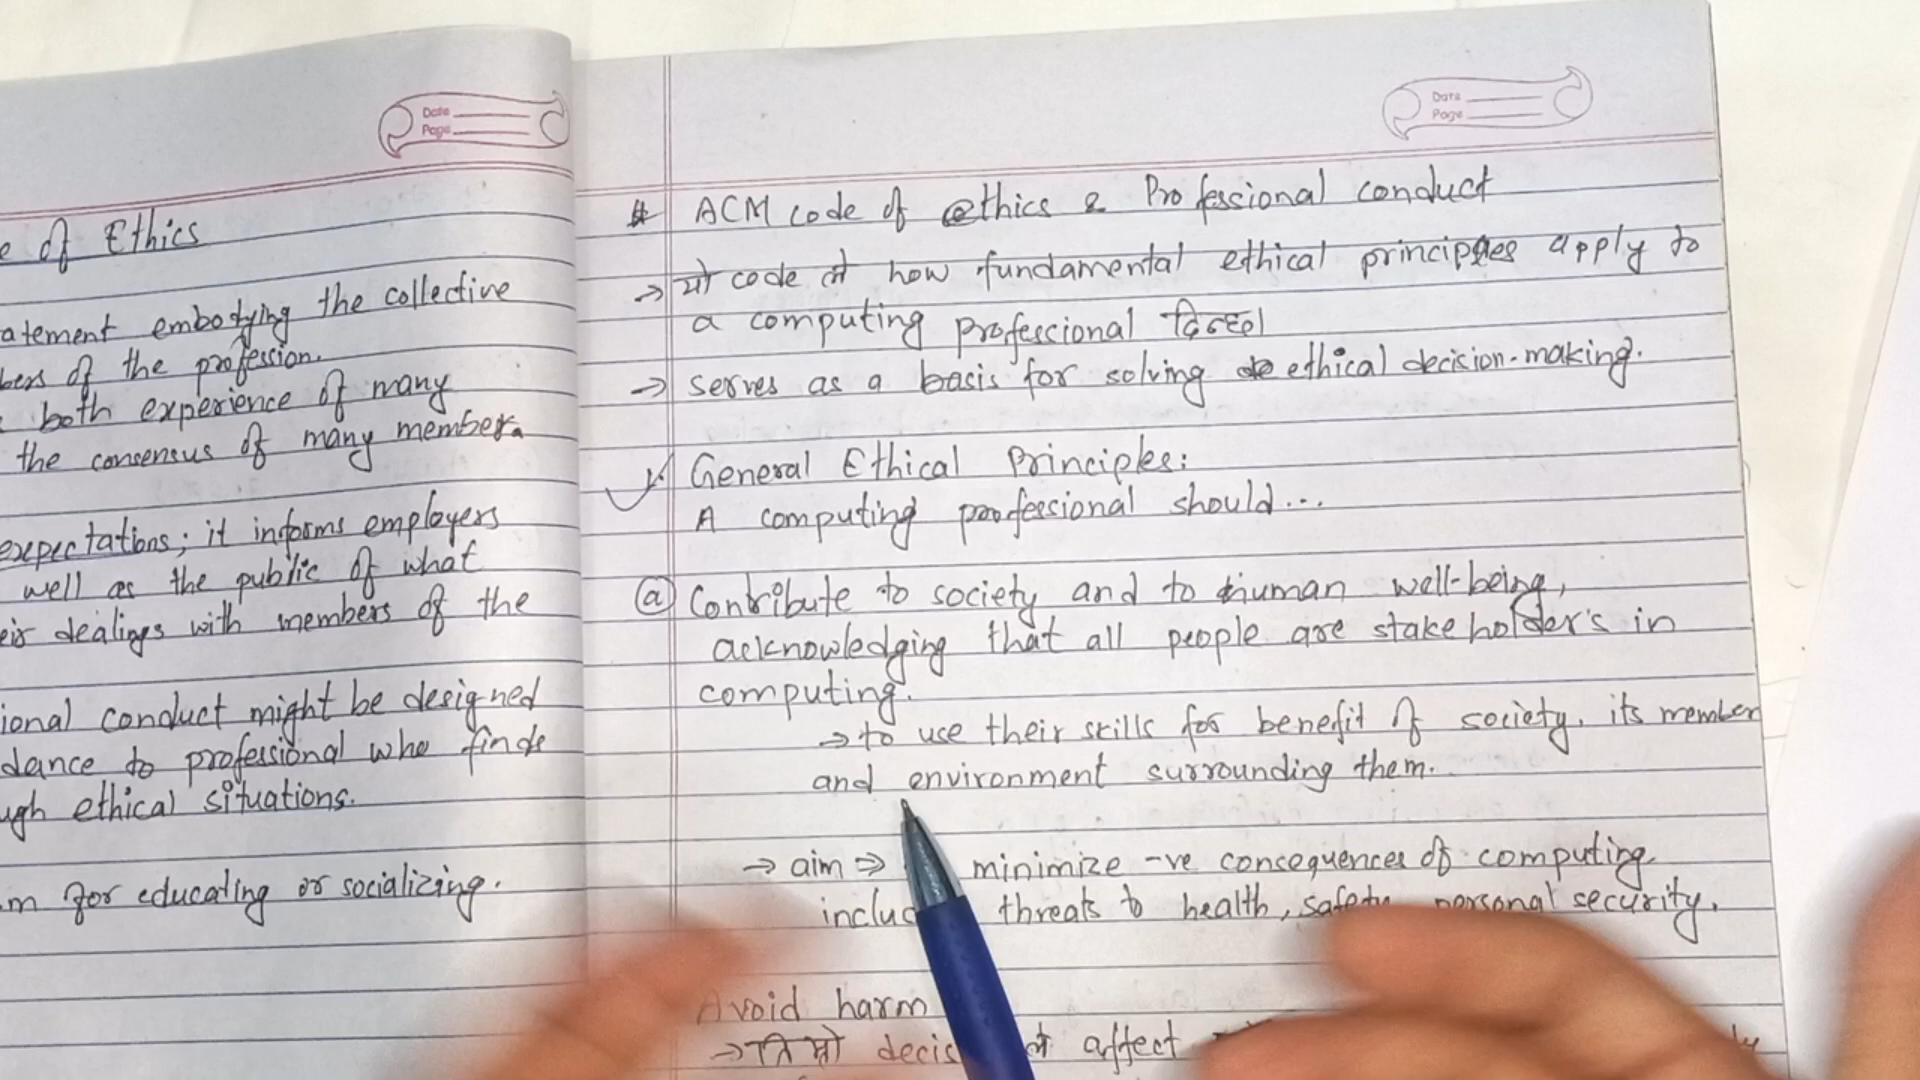 Date
Page
e of Ethics
atement embodying the collective
bers of the profession.
both experience of many
the consensus of many member.
expectations; it informs employers
well as the public of what
eir dealings with members of the
ional conduct might be designed
dance to professional who finds
ugh ethical situations.
m for educating or socializing.
Date
Page
# ACM code of ethics & Professional conduct
→ यो code ले how fundamental ethical principles apply to
a computing professional
→ serves as a basis for solving ethical decision-making.
General Ethical Principles:
A computing professional should...
(a) Contribute to society and to human well-being,
acknowledging that all people are stakeholder's in
computing.
→ to use their skills for benefit of society, its member
and environment surrounding them.
→ aim ⇒ minimize -ve consequences of computing
threats to health, safety, personal security.
Avoid harm
→ affect